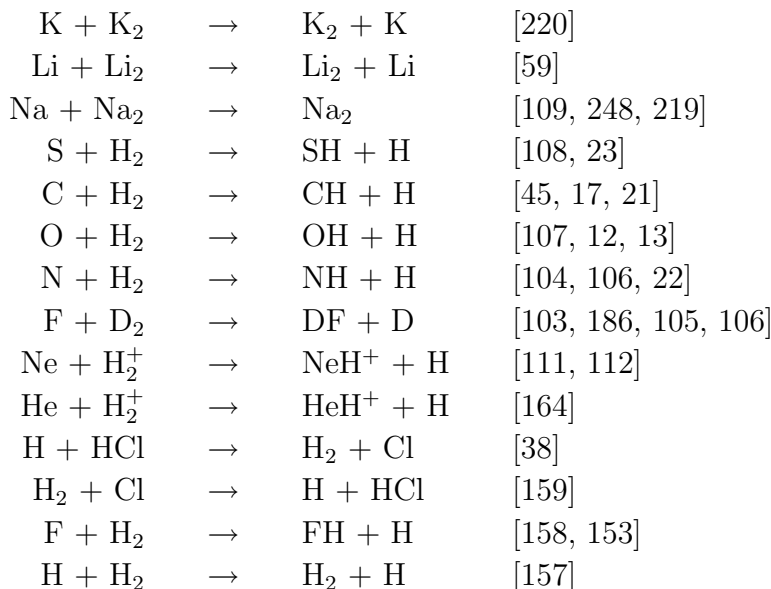 K + K₂ → K₂ + K [220]
Li + Li₂ → Li₂ + Li [59]
Na + Na₂ → Na₂ [109, 248, 219]
S + H₂ → SH + H [108, 23]
C + H₂ → CH + H [45, 17, 21]
O + H₂ → OH + H [107, 12, 13]
N + H₂ → NH + H [104, 106, 22]
F + D₂ → DF + D [103, 186, 105, 106]
Ne + H₂⁺ → NeH⁺ + H [111, 112]
He + H₂⁺ → HeH⁺ + H [164]
H + HCl → H₂ + Cl [38]
H₂ + Cl → H + HCl [159]
F + H₂ → FH + H [158, 153]
H + H₂ → H₂ + H [157]